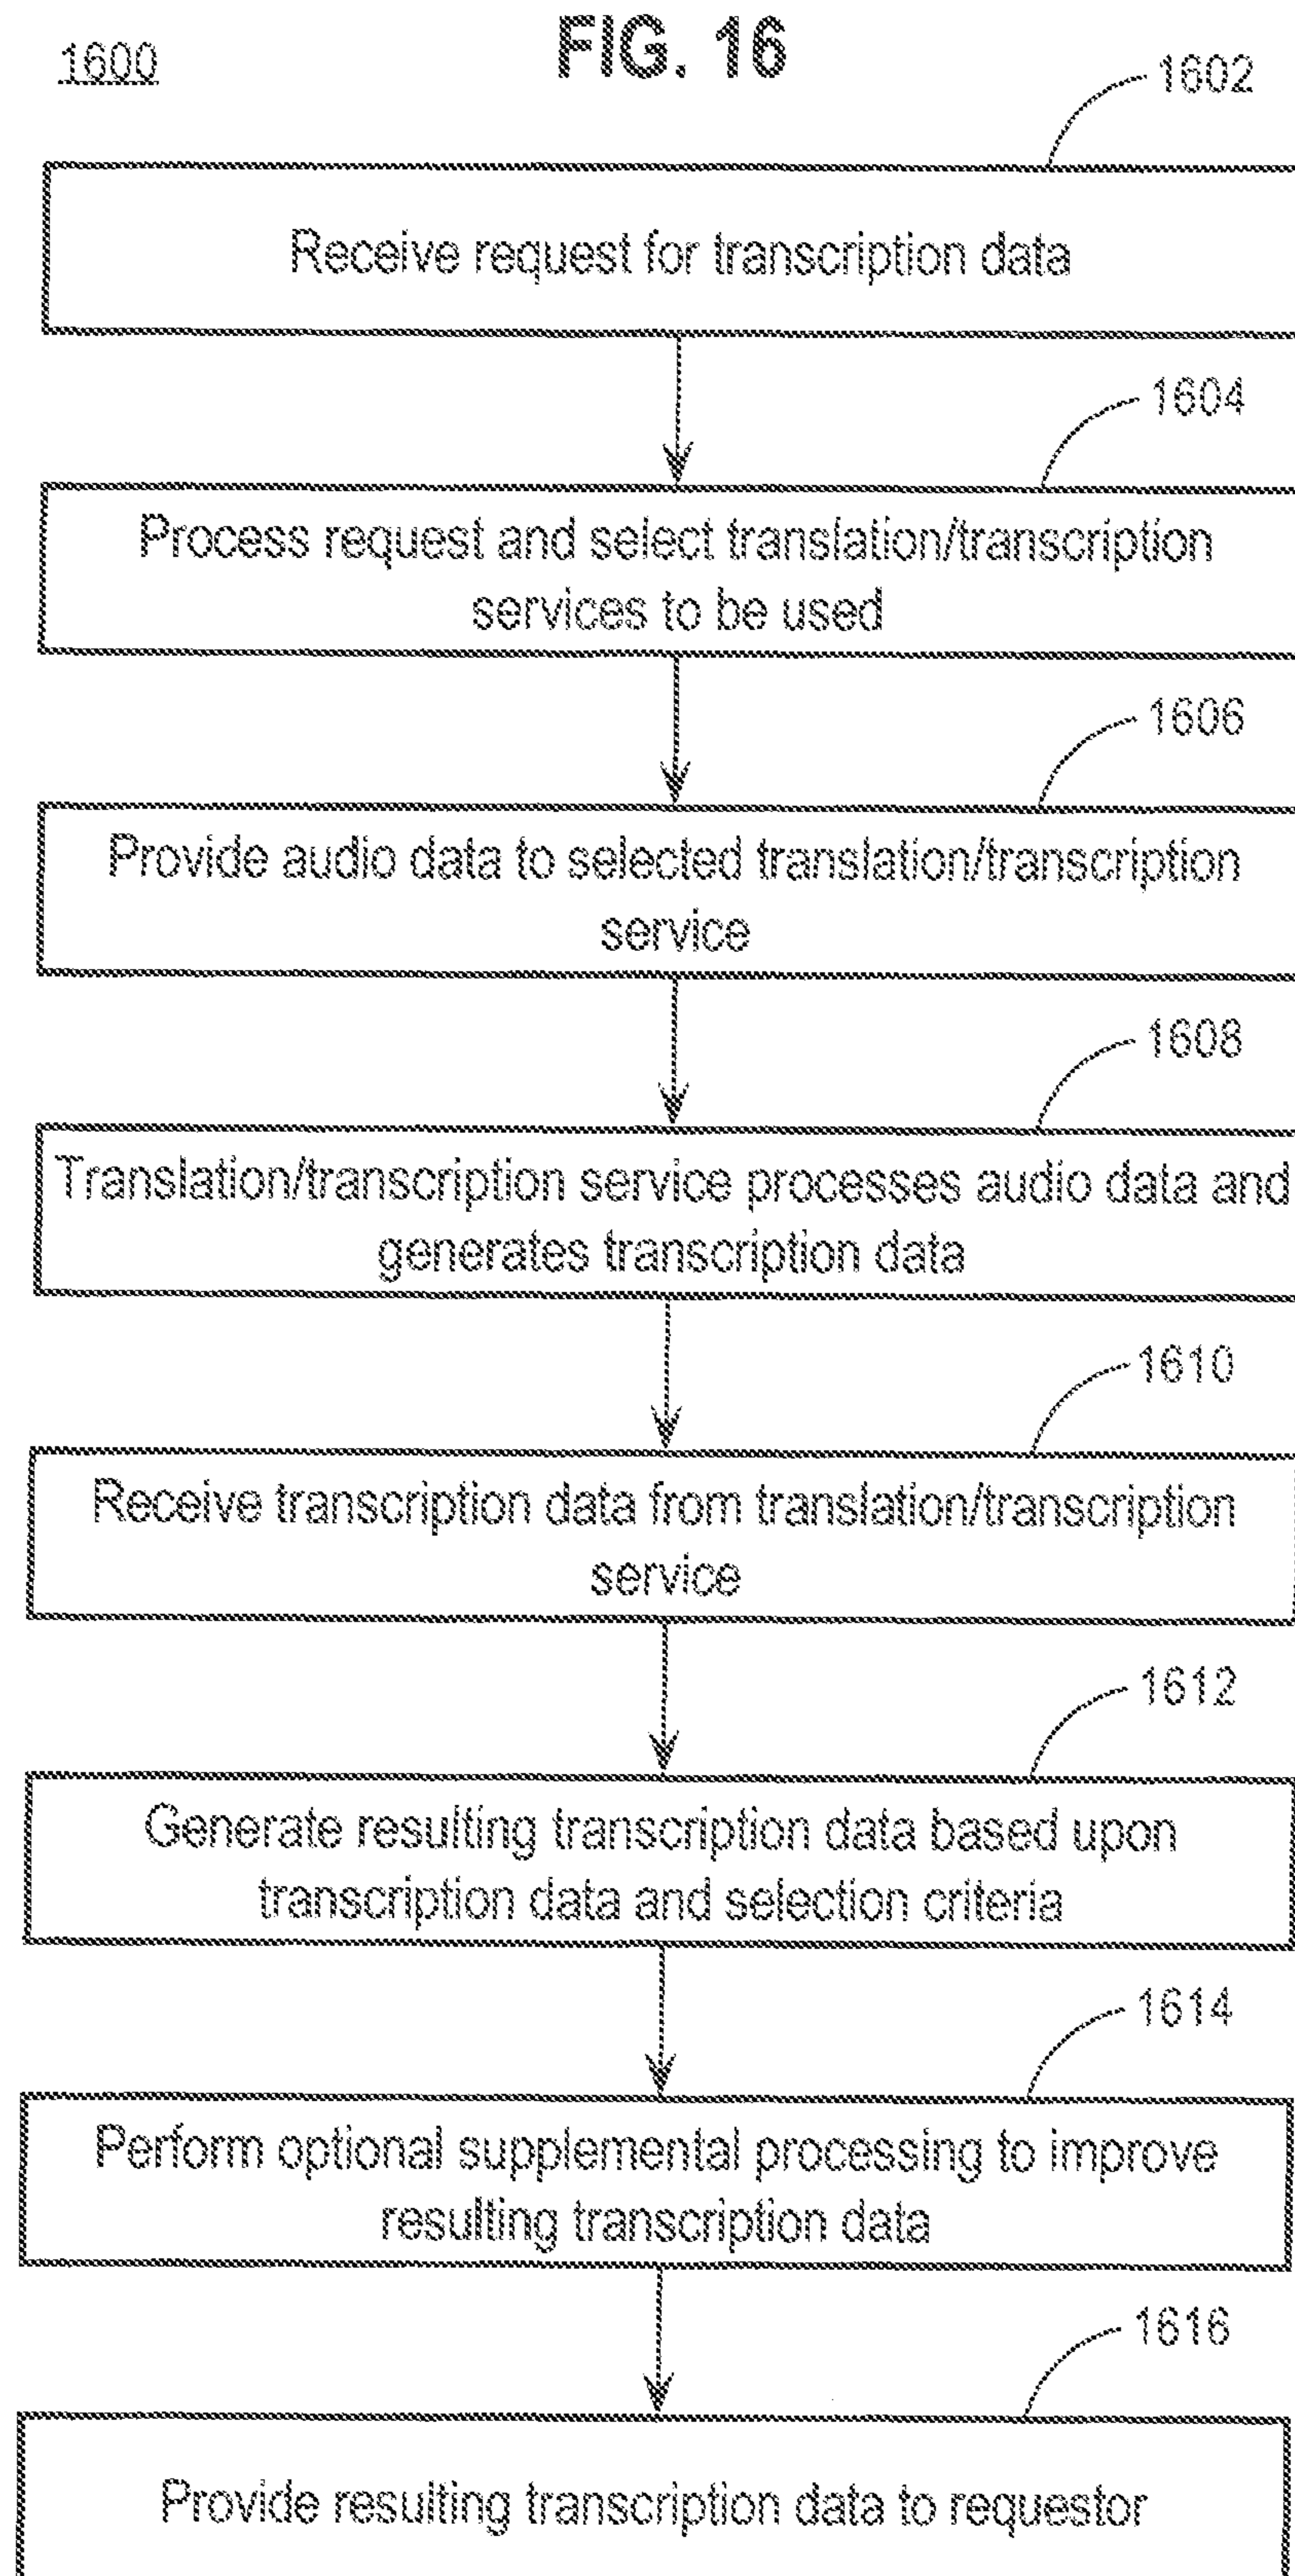 FIG. 16
1600
1602
Receive request for transcription data
1604
Process request and select translation/transcription
services to be used
1606
Provide audio data to selected translation/transcription
service
1608
Translation/transcription service processes audio data and
generates transcription data
1610
Receive transcription data from translation/transcription
service
1612
Generate resulting transcription data based upon
transcription data and selection criteria
1614
Perform optional supplemental processing to improve
resulting transcription data
1616
Provide resulting transcription data to requestor